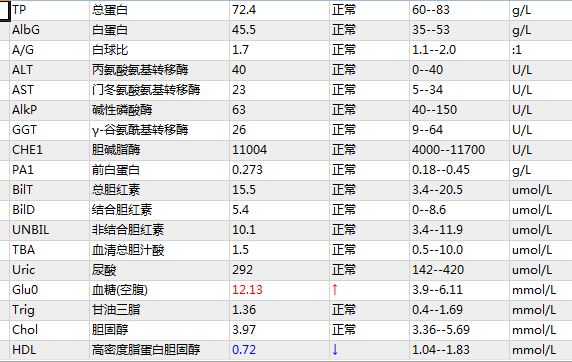 TP 总蛋白 72.4 正常 60--83 g/L
AlbG 白蛋白 45.5 正常 35--53 g/L
A/G 白球比 1.7 正常 1.1--2.0 :1
ALT 丙氨酸氨基转移酶 40 正常 0--40 U/L
AST 门冬氨酸氨基转移酶 23 正常 5--34 U/L
AlkP 碱性磷酸酶 63 正常 40--150 U/L
GGT γ-谷氨酰基转移酶 26 正常 9--64 U/L
CHE1 胆碱脂酶 11004 正常 4000--11700 U/L
PA1 前白蛋白 0.273 正常 0.18--0.45 g/L
BilT 总胆红素 15.5 正常 3.4--20.5 umol/L
BilD 结合胆红素 5.4 正常 0--8.6 umol/L
UNBIL 非结合胆红素 10.1 正常 3.4--11.9 umol/L
TBA 血清总胆汁酸 1.5 正常 0.5--10.0 umol/L
Uric 尿酸 292 正常 142--420 umol/L
Glu0 血糖(空腹) 12.13 ↑ 3.9--6.11 mmol/L
Trig 甘油三脂 1.36 正常 0.4--1.69 mmol/L
Chol 胆固醇 3.97 正常 3.36--5.69 mmol/L
HDL 高密度脂蛋白胆固醇 0.72 ↓ 1.04--1.83 mmol/L